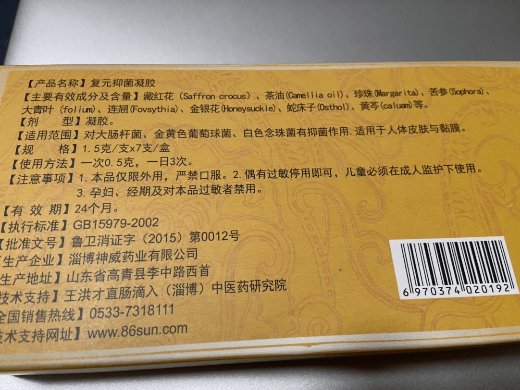 【产品名称】复元抑菌凝胶
【主要有效成分及含量】藏红花（Saffron crocus）、茶油(Camellia oil)、珍珠(Margarita)、苦参(Sophora)、
大青叶（folium)、连翘(Fovsythia)、金银花(Honeysuckle)、蛇床子(Osthol)、黄芩(caluam)等。
【剂 型】凝胶。
【适用范围】对大肠杆菌、金黄色葡萄球菌、白色念珠菌有抑菌作用.适用于人体皮肤与黏膜。
【规 格】1.5克/支x7支/盒
【使用方法】一次0.5克，一日3次。
【注意事项】1.本品仅限外用，严禁口服。2.偶有过敏停用即可，儿童必须在成人监护下使用。
3.孕妇、经期及对本品过敏者禁用。
【有 效 期】24个月。
【执行标准】GB15979-2002
【批准文号】鲁卫消证字（2015）第0012号
【生产企业】淄博神威药业有限公司
生产地址】山东省高青县李中路西首
技术支持】王洪才直肠滴入（淄博）中医药研究院
全国销售热线】0533-7318111
技术支持网址】www.86sun.com
6 970374 020192